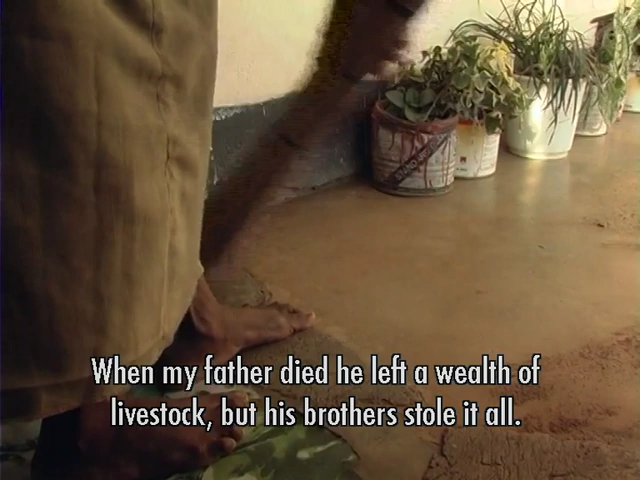 When my father died he left a wealth of
livestock, but his brothers stole it all.